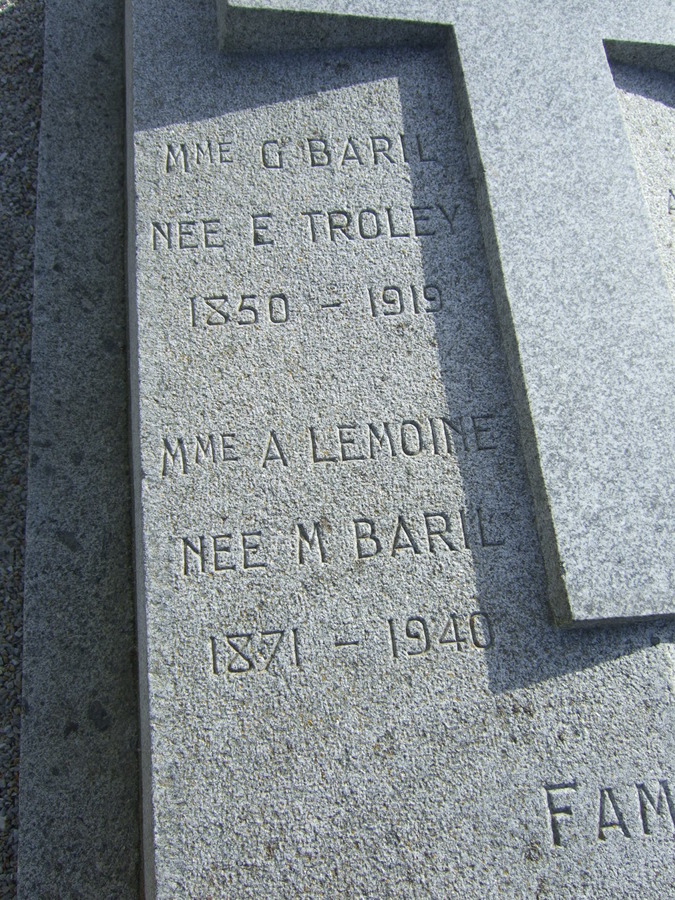 MME G BARIL
NEE E TROLEY
1850 - 1919
MME A LEMOINE
NEE M BARIL
1871 - 1940
FAM